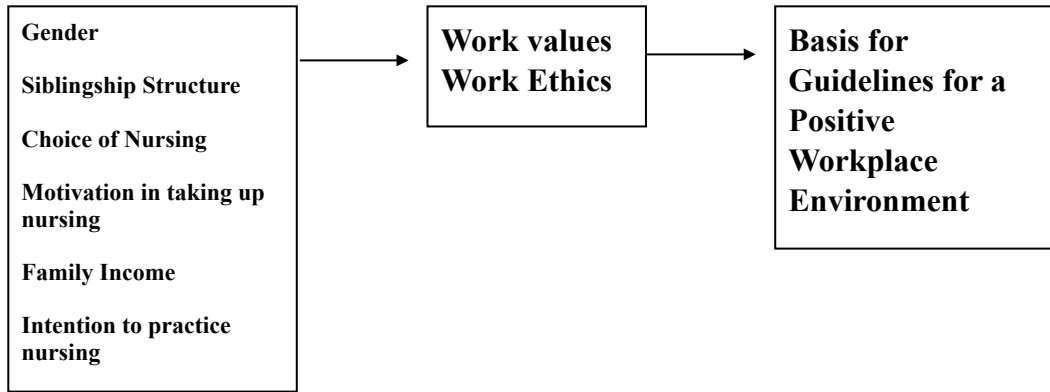 Gender
Siblingship Structure
Choice of Nursing
Motivation in taking up
nursing
Family Income
Intention to practice
nursing
Work values
Work Ethics
Basis for
Guidelines for a
Positive
Workplace
Environment